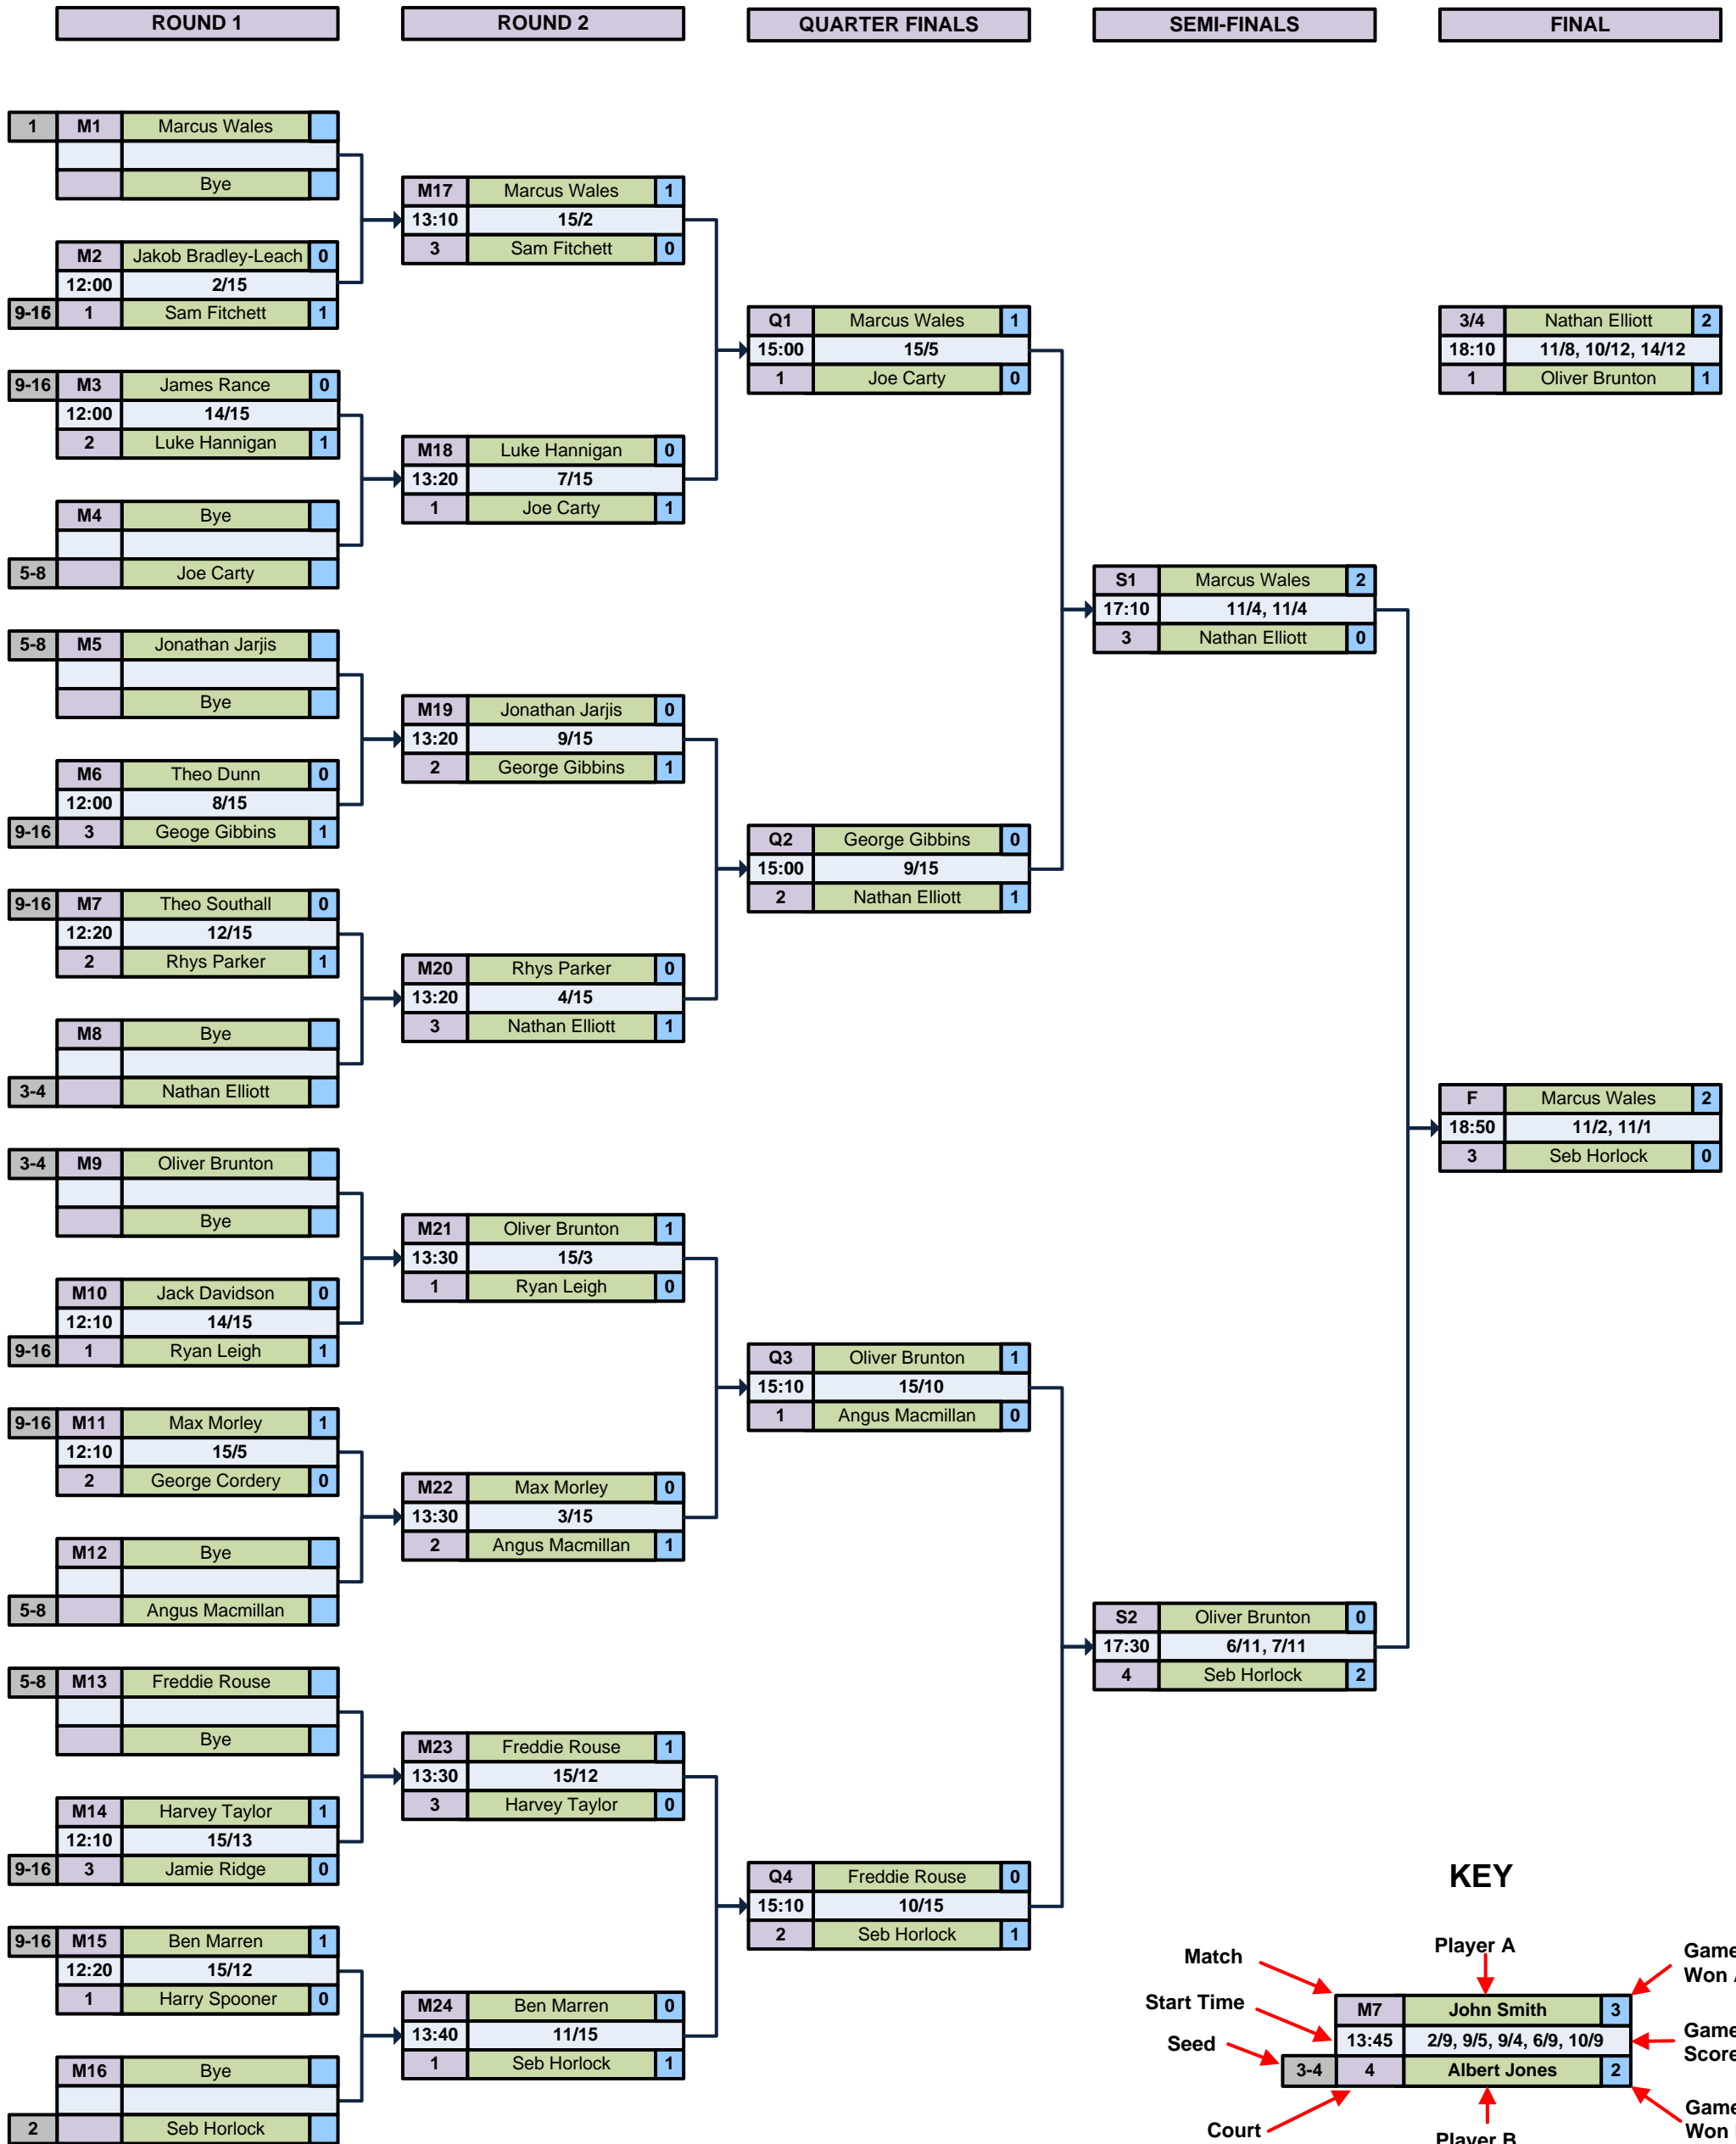 ROUND 1
ROUND 2
QUARTER FINALS
SEMI-FINALS
FINAL
1 M1 Marcus Wales
Bye
M2 Jakob Bradley-Leach 0
12:00 2/15
9-16 1 Sam Fitchett 1
9-16 M3 James Rance 0
12:00 14/15
2 Luke Hannigan 1
M4 Bye
5-8 Joe Carty
5-8 M5 Jonathan Jarjis
Bye
M6 Theo Dunn 0
12:00 8/15
9-16 3 Geoge Gibbins 1
9-16 M7 Theo Southall 0
12:20 12/15
2 Rhys Parker 1
M8 Bye
3-4 Nathan Elliott
3-4 M9 Oliver Brunton
Bye
M10 Jack Davidson 0
12:10 14/15
9-16 1 Ryan Leigh 1
9-16 M11 Max Morley 1
12:10 15/5
2 George Cordery 0
M12 Bye
5-8 Angus Macmillan
5-8 M13 Freddie Rouse
Bye
M14 Harvey Taylor 1
12:10 15/13
9-16 3 Jamie Ridge 0
9-16 M15 Ben Marren 1
12:20 15/12
1 Harry Spooner 0
M16 Bye
2 Seb Horlock
M17 Marcus Wales 1
13:10 15/2
3 Sam Fitchett 0
M18 Luke Hannigan 0
13:20 7/15
1 Joe Carty 1
M19 Jonathan Jarjis 0
13:20 9/15
2 George Gibbins 1
M20 Rhys Parker 0
13:20 4/15
3 Nathan Elliott 1
M21 Oliver Brunton 1
13:30 15/3
1 Ryan Leigh 0
M22 Max Morley 0
13:30 3/15
2 Angus Macmillan 1
M23 Freddie Rouse 1
13:30 15/12
3 Harvey Taylor 0
M24 Ben Marren 0
13:40 11/15
1 Seb Horlock 1
Q1 Marcus Wales 1
15:00 15/5
1 Joe Carty 0
Q2 George Gibbins 0
15:00 9/15
2 Nathan Elliott 1
Q3 Oliver Brunton 1
15:10 15/10
1 Angus Macmillan 0
Q4 Freddie Rouse 0
15:10 10/15
2 Seb Horlock 1
S1 Marcus Wales 2
17:10 11/4, 11/4
3 Nathan Elliott 0
S2 Oliver Brunton 0
17:30 6/11, 7/11
4 Seb Horlock 2
3/4 Nathan Elliott 2
18:10 11/8, 10/12, 14/12
1 Oliver Brunton 1
F Marcus Wales 2
18:50 11/2, 11/1
3 Seb Horlock 0
KEY
Match
Player A
Game
Won
Start Time
M7 John Smith 3
13:45 2/9, 9/5, 9/4, 6/9, 10/9
Game
Score
Seed
3-4 4 Albert Jones 2
Court
Player B
Game
Won